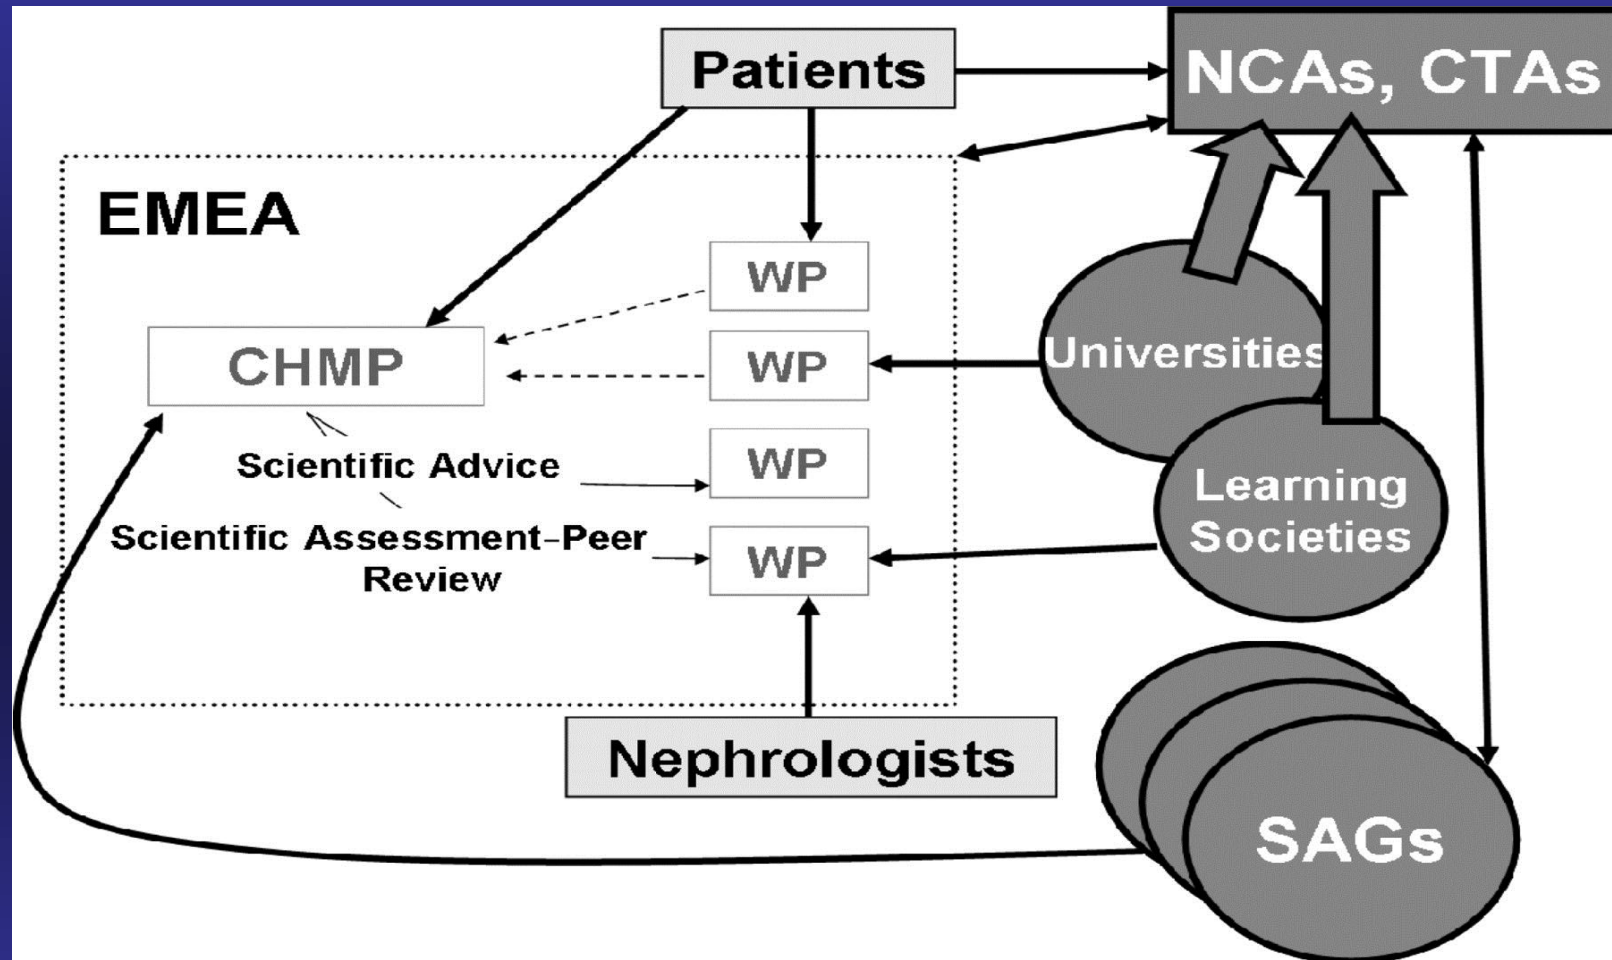 Patients
NCAs, CTAs
EMEA
WP
CHMP
WP
Universities
Scientific Advice
WP
Learning
Societies
Scientific Assessment-Peer
Review
WP
Nephrologists
SAGs